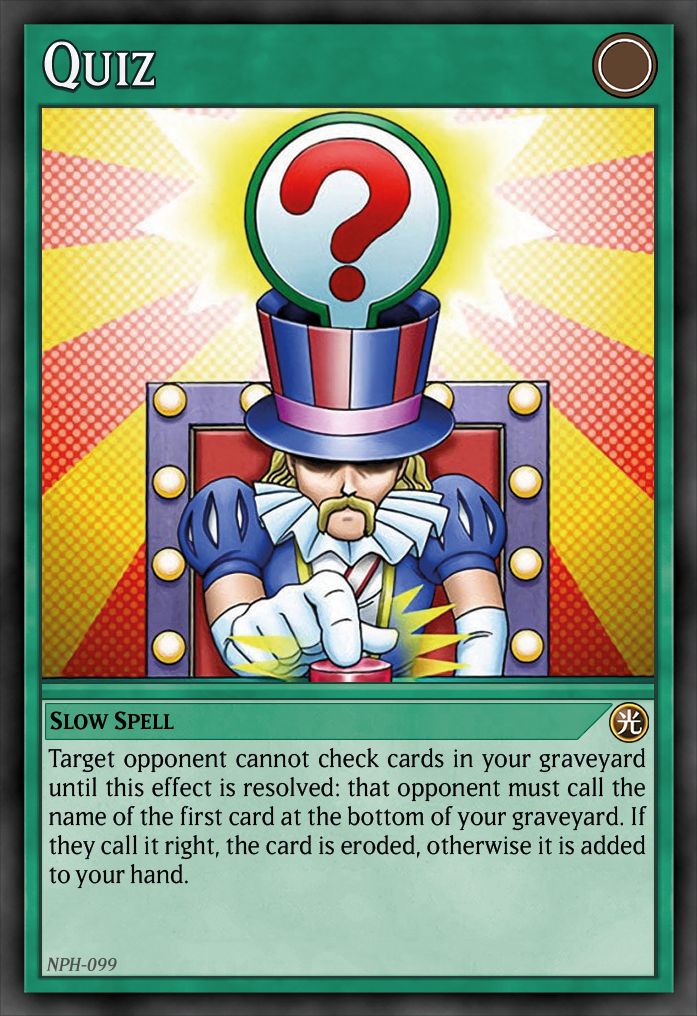 Quiz
?
Slow Spell
光
Target opponent cannot check cards in your graveyard
until this effect is resolved: that opponent must call the
name of the first card at the bottom of your graveyard. If
they call it right, the card is eroded, otherwise it is added
to your hand.
NPH-099